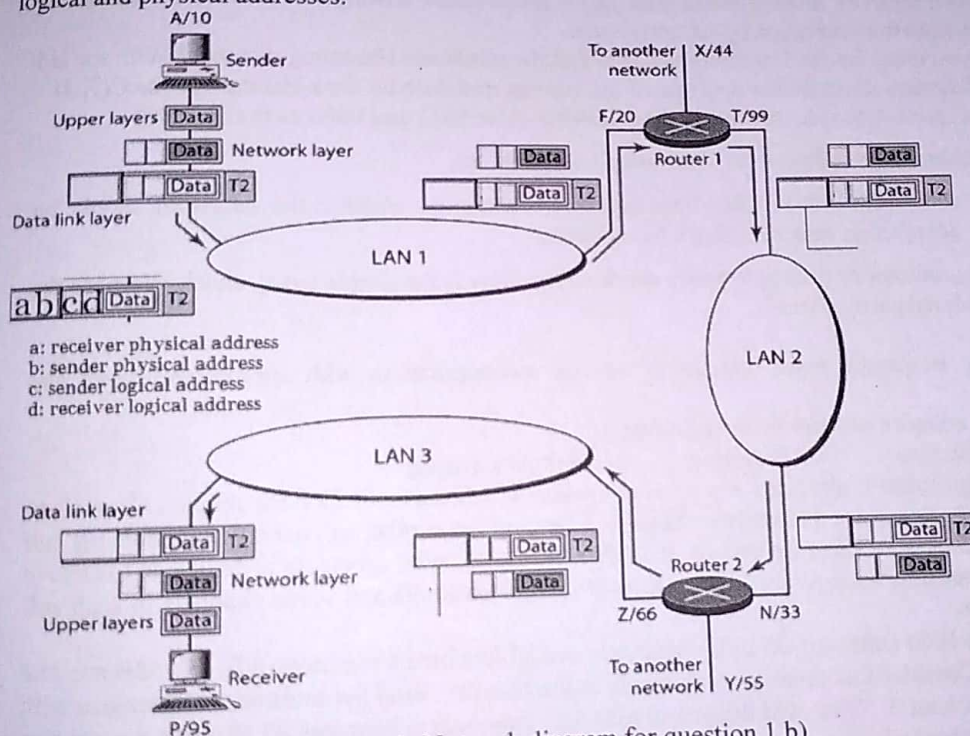 logical and physical addresses.
A/10
Sender
Upper layers Data
Data Network layer
Data T2
Data link layer
LAN 1
a b c d Data T2
a: receiver physical address
b: sender physical address
c: sender logical address
d: receiver logical address
To another network X/44
F/20
T/99
Router 1
Data
Data T2
Data
Data T2
LAN 2
LAN 3
Data link layer
Data T2
Data Network layer
Upper layers Data
Receiver
P/95
Data T2
Data
Router 2
Z/66
N/33
Data T2
Data
To another
network Y/55
diagram for question 1 b)